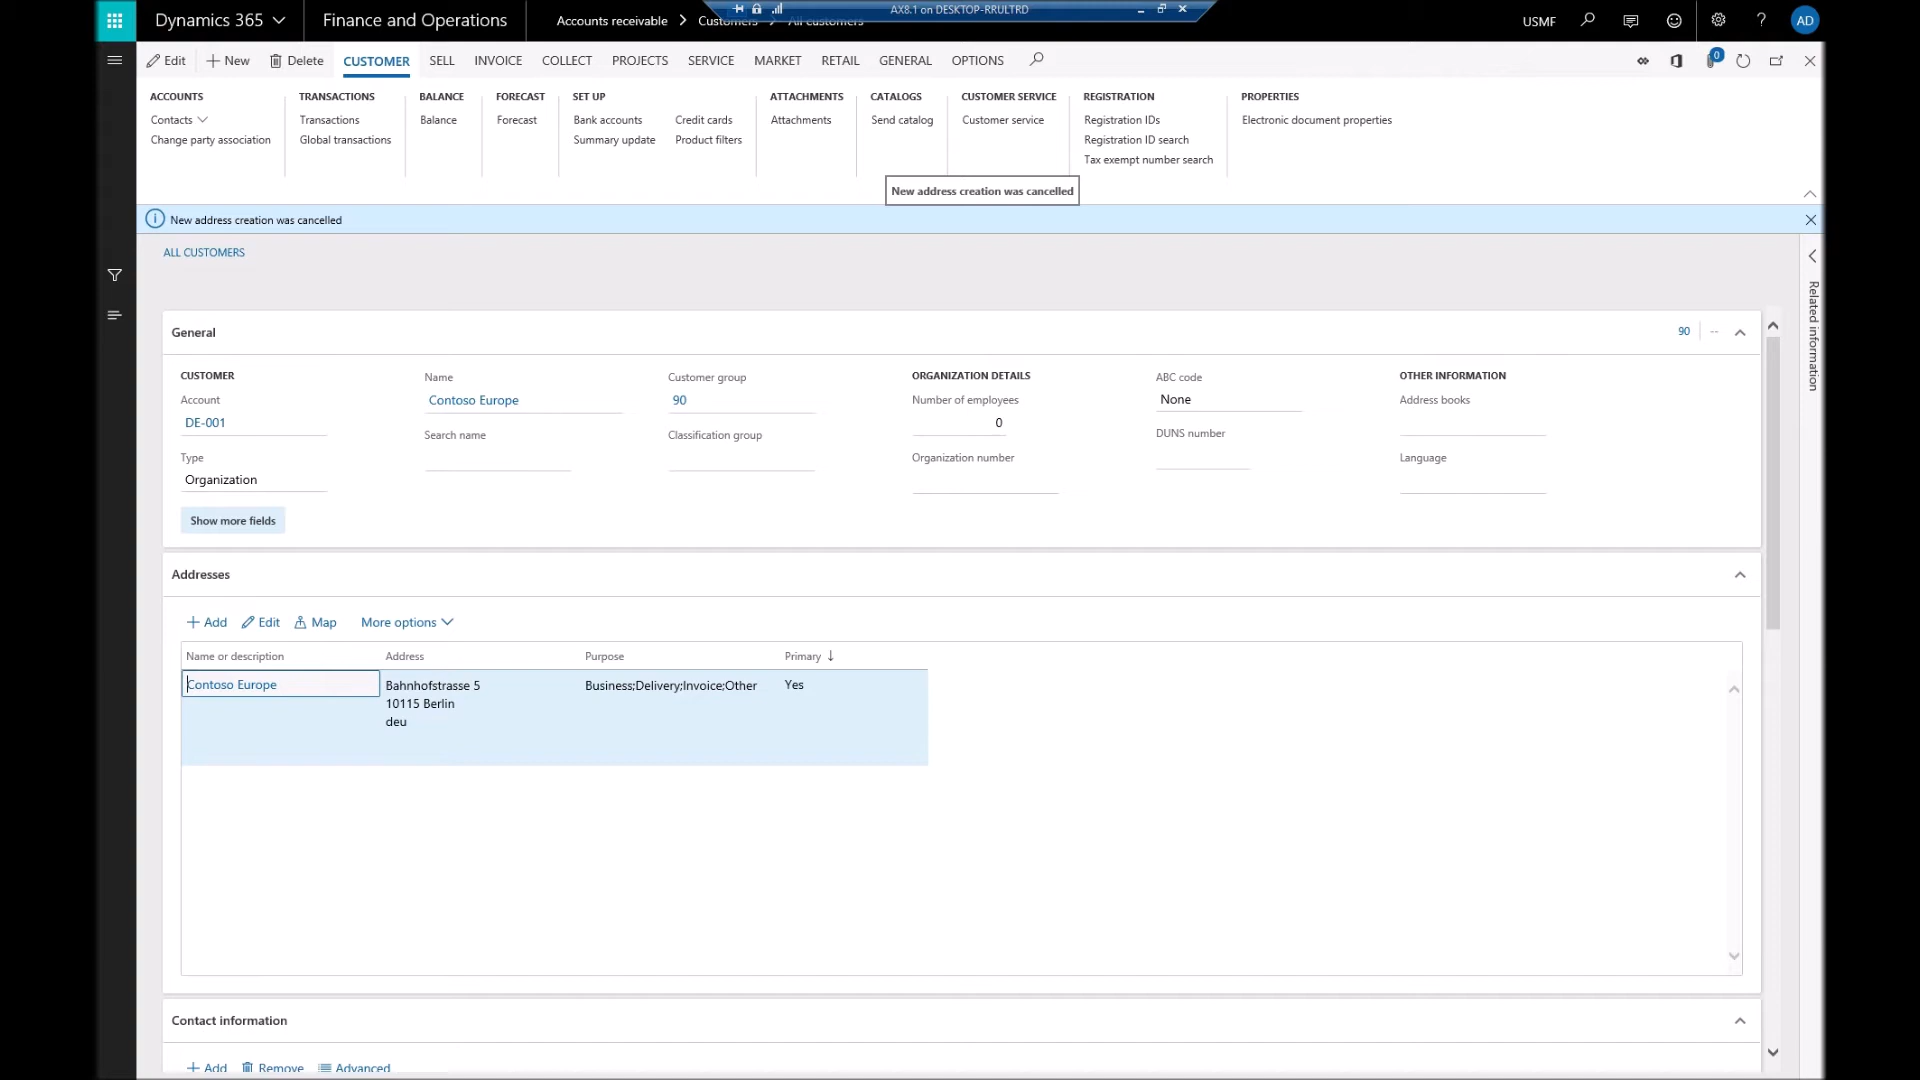 Dynamics 365
Finance and Operations
Accounts receivable > Customers > All customers
AX8.1 on DESKTOP-RRULTRD
USMF
AD
Edit
New
Delete
CUSTOMER
SELL
INVOICE
COLLECT
PROJECTS
SERVICE
MARKET
RETAIL
GENERAL
OPTIONS
0
ACCOUNTS
Contacts
Change party association
TRANSACTIONS
Transactions
Global transactions
BALANCE
Balance
FORECAST
Forecast
SET UP
Bank accounts
Summary update
Credit cards
Product filters
ATTACHMENTS
Attachments
CATALOGS
Send catalog
CUSTOMER SERVICE
Customer service
REGISTRATION
Registration IDs
Registration ID search
Tax exempt number search
PROPERTIES
Electronic document properties
New address creation was cancelled
New address creation was cancelled
ALL CUSTOMERS
Related information
General
90
--
CUSTOMER
Account
DE-001
Type
Organization
Show more fields
Name
Contoso Europe
Search name
Customer group
90
Classification group
ORGANIZATION DETAILS
Number of employees
0
Organization number
ABC code
None
DUNS number
OTHER INFORMATION
Address books
Language
Addresses
Add
Edit
Map
More options
Name or description
Address
Purpose
Primary
Contoso Europe
Bahnhofstrasse 5
10115 Berlin
deu
Business;Delivery;Invoice;Other
Yes
Contact information
Add
Remove
Advanced